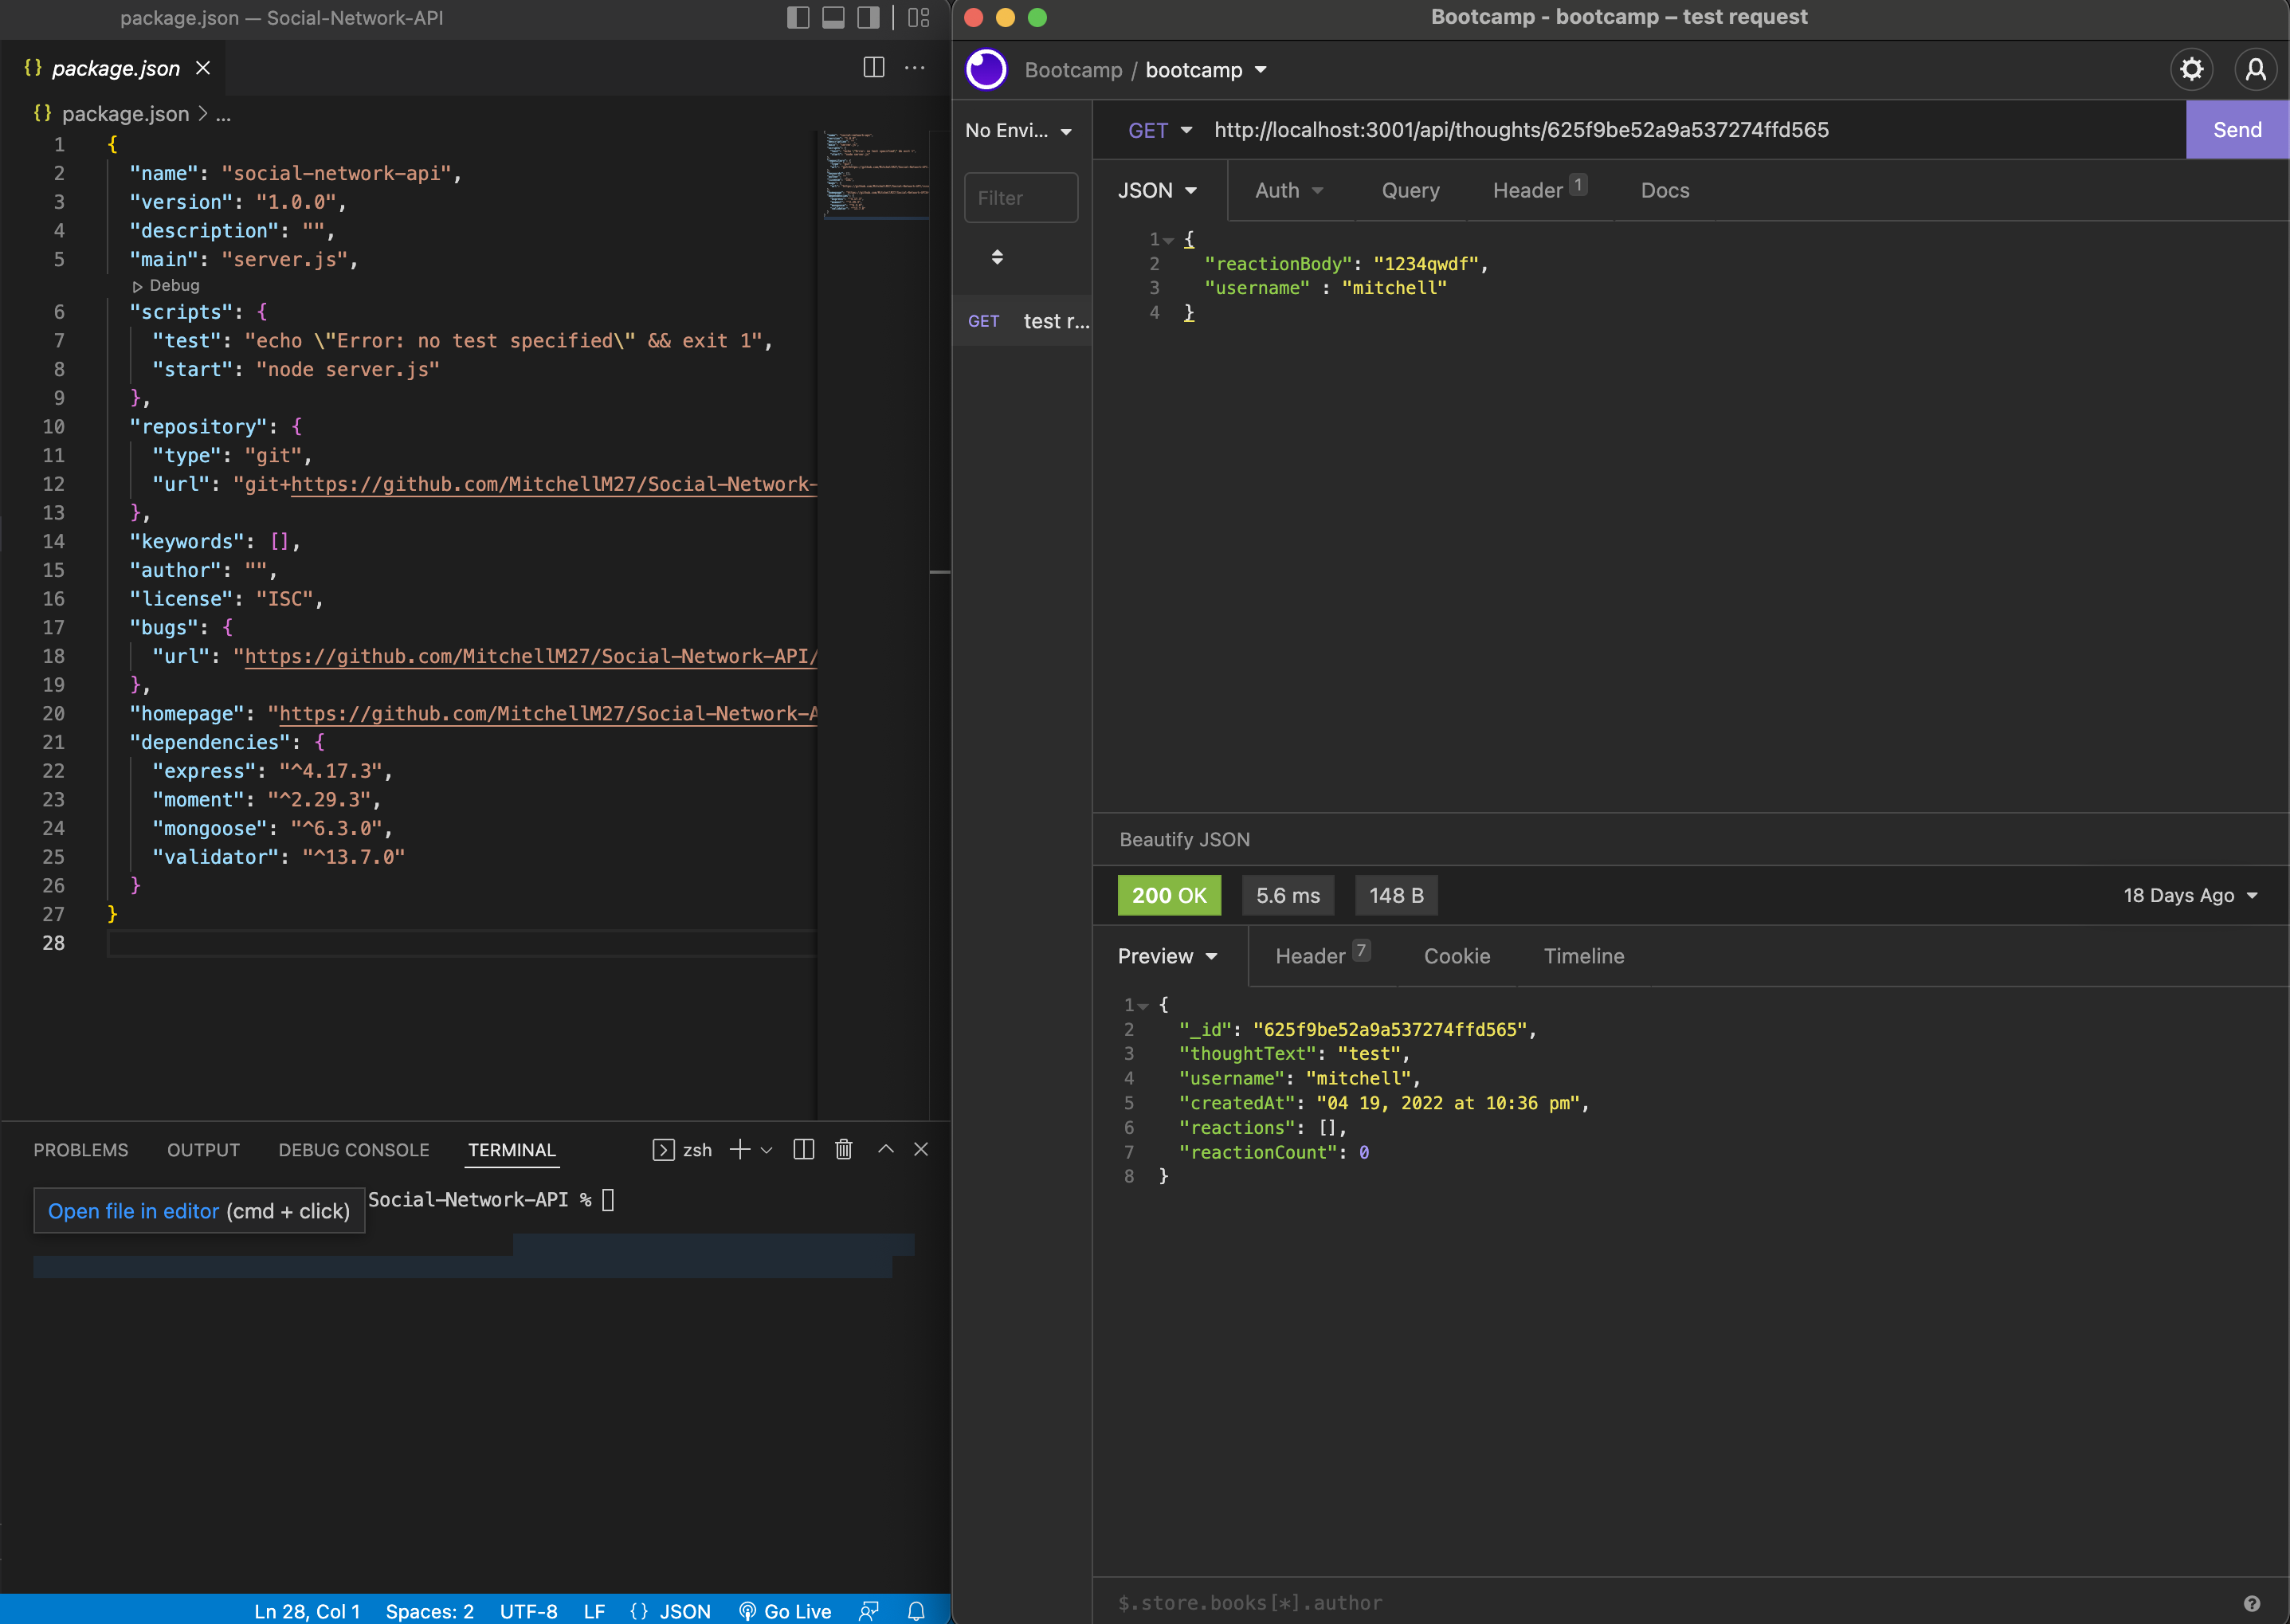 package.json — Social-Network-API
{} package.json
{} package.json > ...
1 {
2 "name": "social-network-api",
3 "version": "1.0.0",
4 "description": "",
5 "main": "server.js",
Debug
6 "scripts": {
7 "test": "echo \"Error: no test specified\" && exit 1",
8 "start": "node server.js"
9 },
10 "repository": {
11 "type": "git",
12 "url": "git+https://github.com/MitchellM27/Social-Network-
13 },
14 "keywords": [],
15 "author": "",
16 "license": "ISC",
17 "bugs": {
18 "url": "https://github.com/MitchellM27/Social-Network-API/
19 },
20 "homepage": "https://github.com/MitchellM27/Social-Network-A
21 "dependencies": {
22 "express": "^4.17.3",
23 "moment": "^2.29.3",
24 "mongoose": "^6.3.0",
25 "validator": "^13.7.0"
26 }
27 }
28
PROBLEMS OUTPUT DEBUG CONSOLE TERMINAL zsh
Open file in editor (cmd + click) Social-Network-API %
Ln 28, Col 1 Spaces: 2 UTF-8 LF {} JSON Go Live
Bootcamp - bootcamp – test request
Bootcamp / bootcamp
No Envi...
Filter
GET test r...
GET http://localhost:3001/api/thoughts/625f9be52a9a537274ffd565 Send
JSON Auth Query Header 1 Docs
1 {
2 "reactionBody": "1234qwdf",
3 "username" : "mitchell"
4 }
Beautify JSON
200 OK 5.6 ms 148 B 18 Days Ago
Preview Header 7 Cookie Timeline
1 {
2 "_id": "625f9be52a9a537274ffd565",
3 "thoughtText": "test",
4 "username": "mitchell",
5 "createdAt": "04 19, 2022 at 10:36 pm",
6 "reactions": [],
7 "reactionCount": 0
8 }
$.store.books[*].author